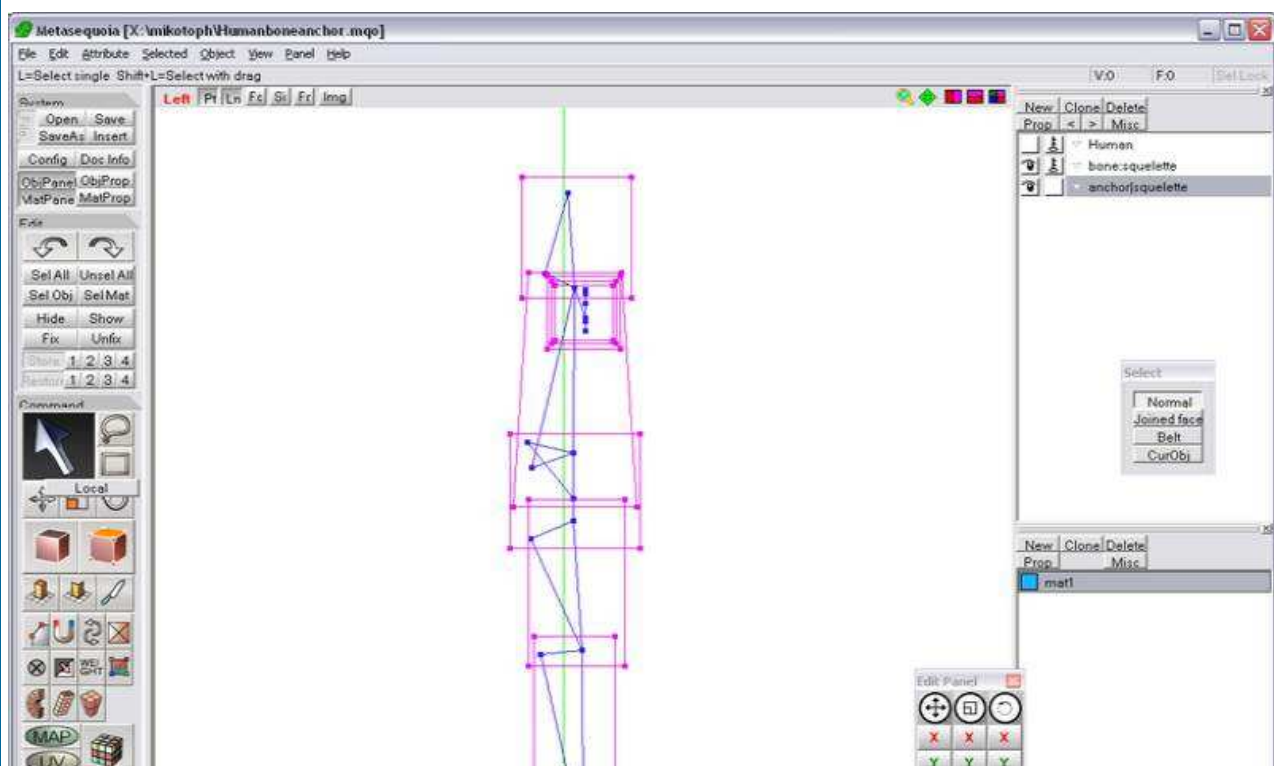 Metasequoia [X:\mikotoph\Humanboneanchor.mqo]
File Edit Attribute Selected Object View Panel Help
L=Select single Shift+L=Select with drag
V:0 F:0 Sel Lock
System
Open Save
SaveAs Insert
Config Doc Info
ObjPanel ObjProp
MatPane MatProp
Edit
Sel All Unsel All
Sel Obj Sel Mat
Hide Show
Fix Unfix
Store 1 2 3 4
Restore 1 2 3 4
Command
Local
WEI
GHT
MAP
UV
Left Pt Ln Fc Si Fr Img
New Clone Delete
Prop < > Misc
Human
bone:squelette
anchor|squelette
Select
Normal
Joined face
Belt
CurObj
New Clone Delete
Prop Misc
mat1
Edit Panel
X X X
Y Y Y